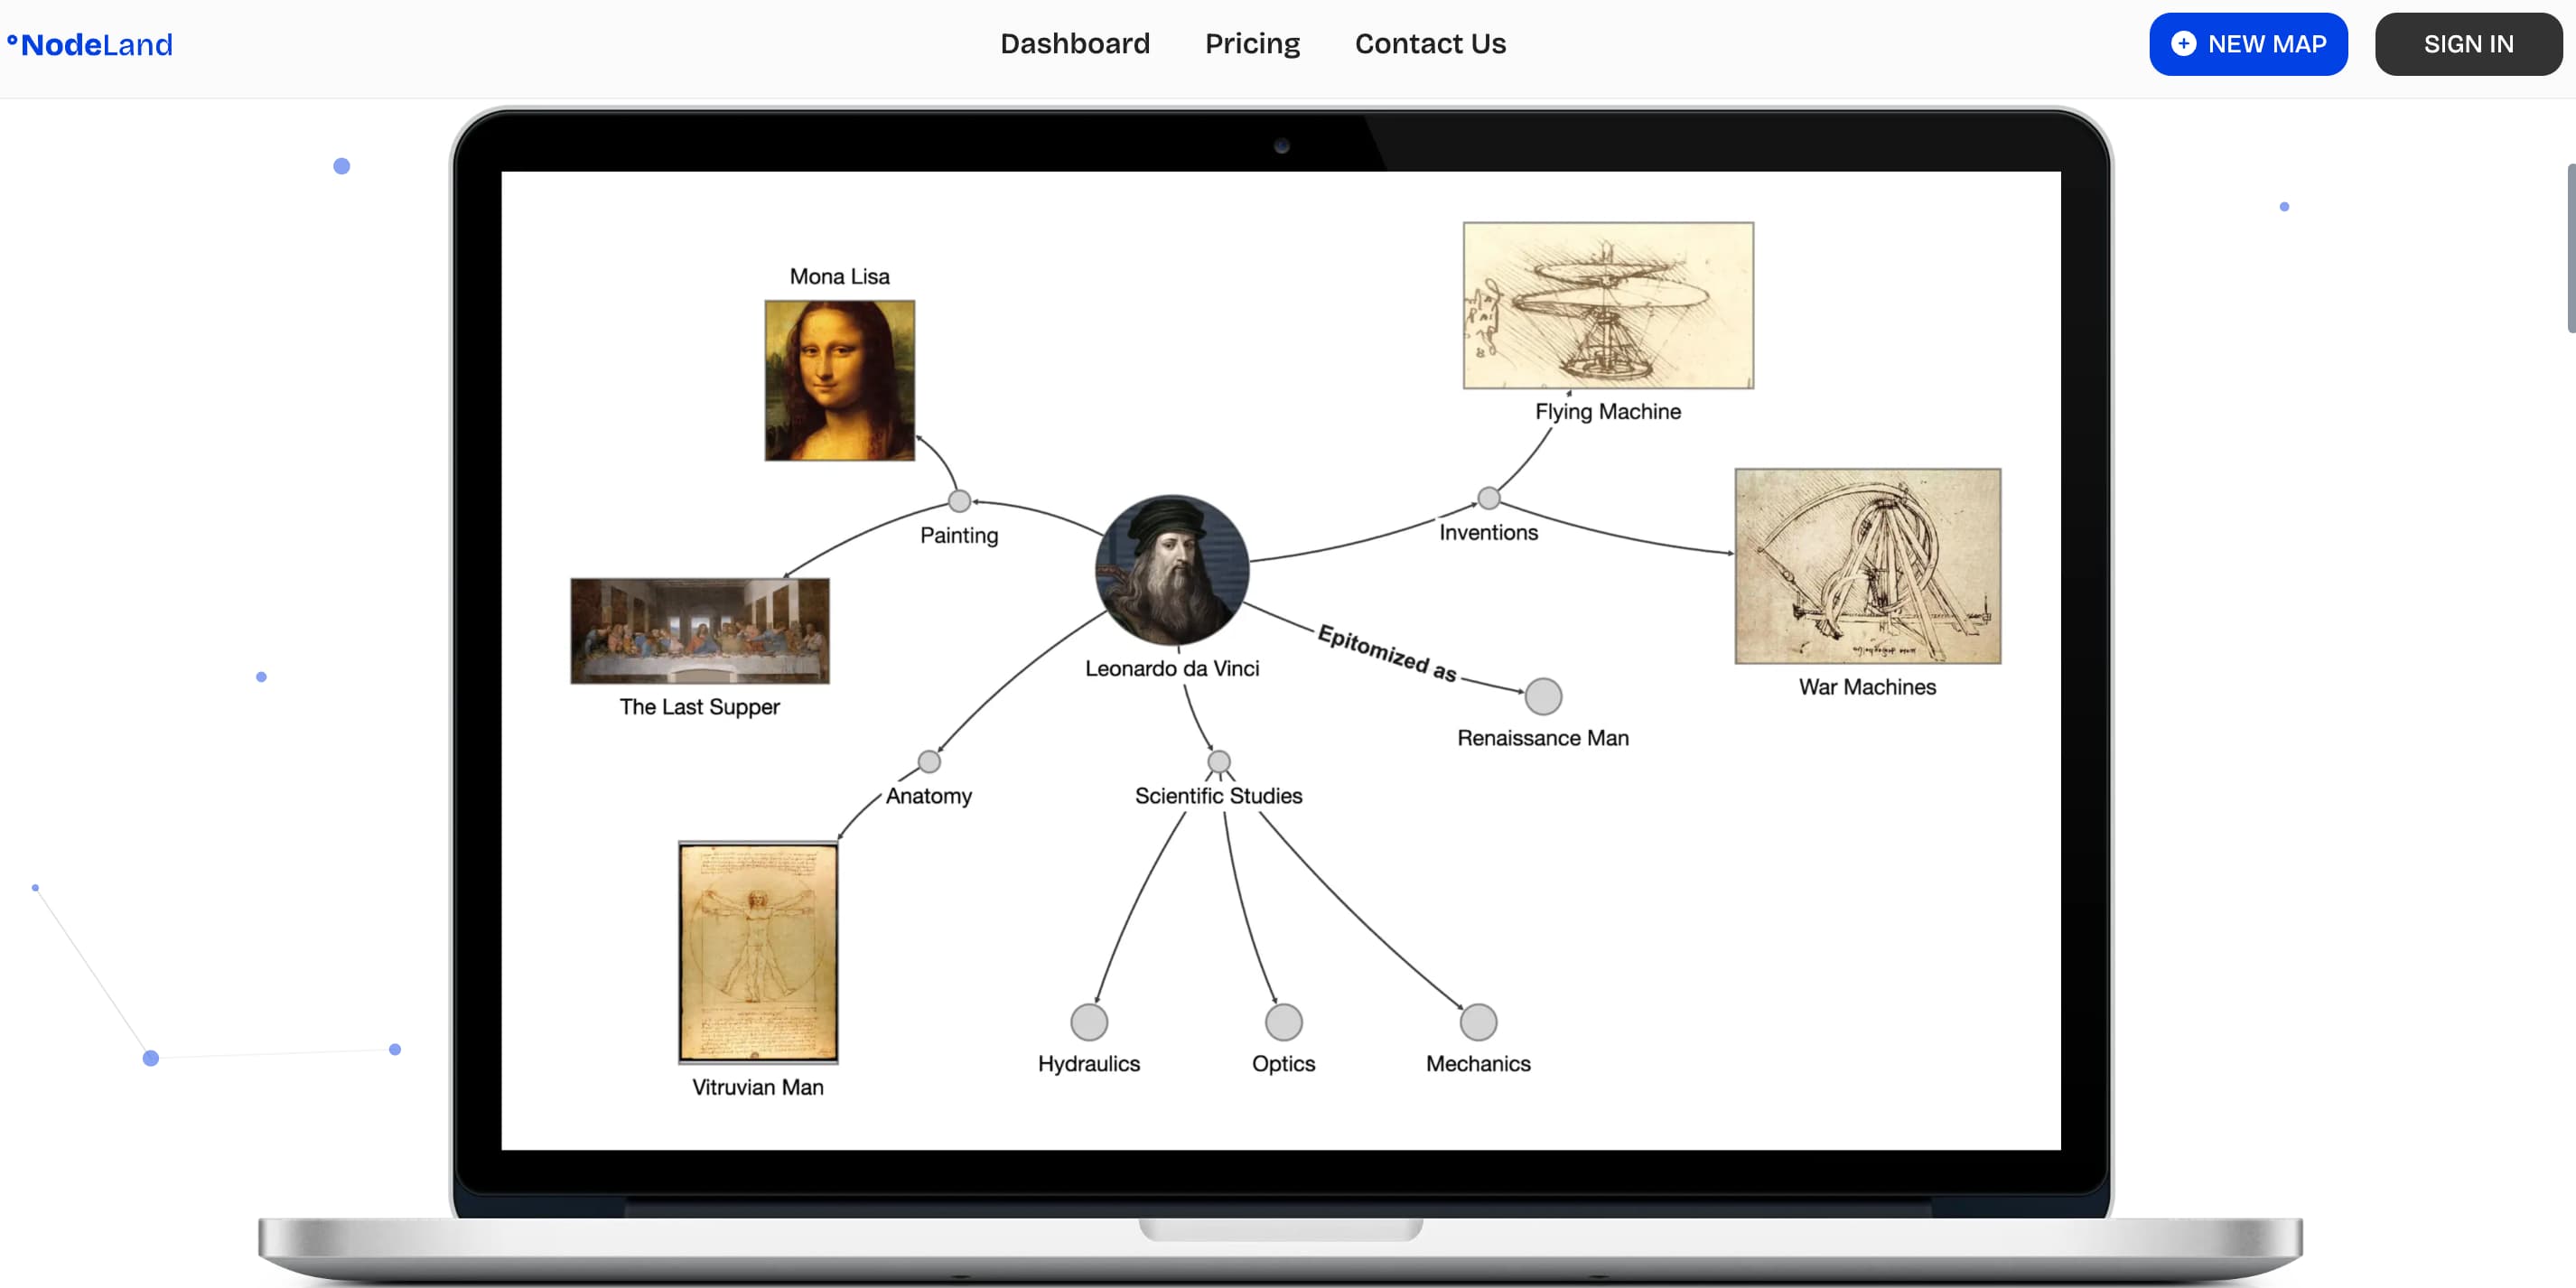 °NodeLand
Dashboard
Pricing
Contact Us
NEW MAP
SIGN IN
Mona Lisa
Flying Machine
Painting
Inventions
Epitomized as
Leonardo da Vinci
War Machines
The Last Supper
Renaissance Man
Anatomy
Scientific Studies
Hydraulics
Optics
Mechanics
Vitruvian Man